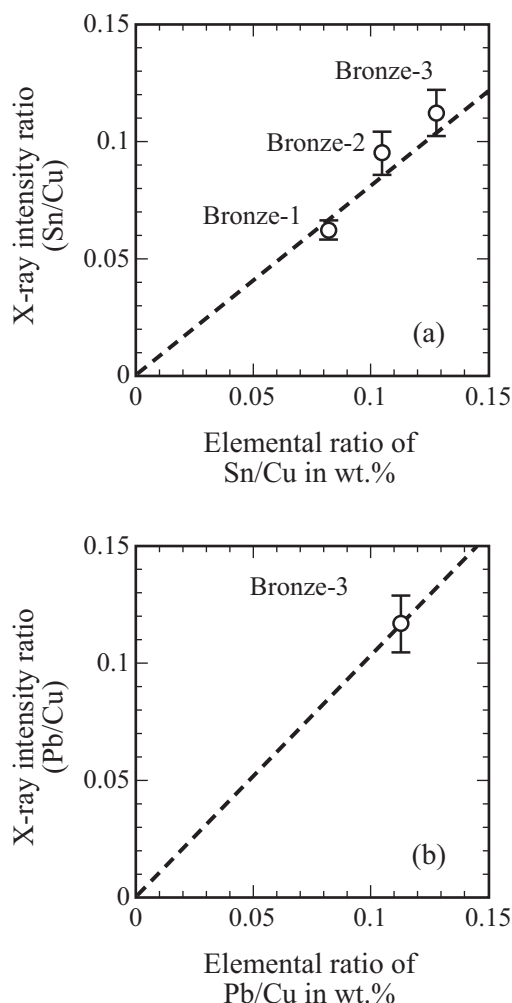 0.15
Bronze-3
0.1
Bronze-2
Bronze-1
0.05
(a)
0
0 0.05 0.1 0.15
X-ray intensity ratio
(Sn/Cu)
Elemental ratio of
Sn/Cu in wt.%
0.15
Bronze-3
0.1
0.05
(b)
0
0 0.05 0.1 0.15
X-ray intensity ratio
(Pb/Cu)
Elemental ratio of
Pb/Cu in wt.%